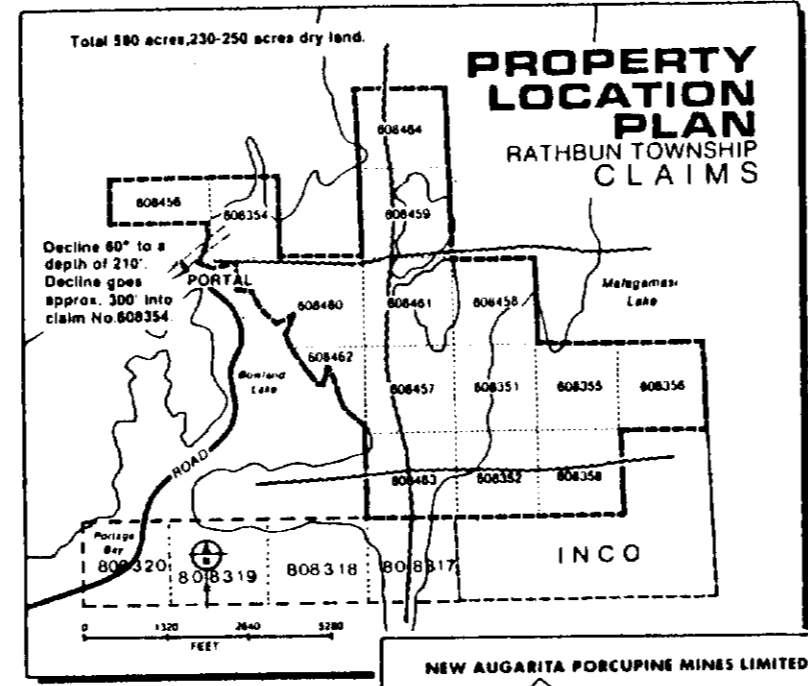 Total 580 acres,230-250 acres dry land.
PROPERTY
LOCATION
PLAN
RATHBUN TOWNSHIP
CLAIMS
608464
608456
608354
608459
Decline 60° to a
depth of 210'.
Decline goes
approx. 300' into
claim No.608354
PORTAL
608460
608461
608458
Matagamasi
Lake
608462
Bowland
Lake
608457
608351
608355
608356
ROAD
608463
608352
608358
Portage
Bay
808320
808319
808318
808317
INCO
N
0 1320 2640 5280
FEET
NEW AUGARITA PORCUPINE MINES LIMITED